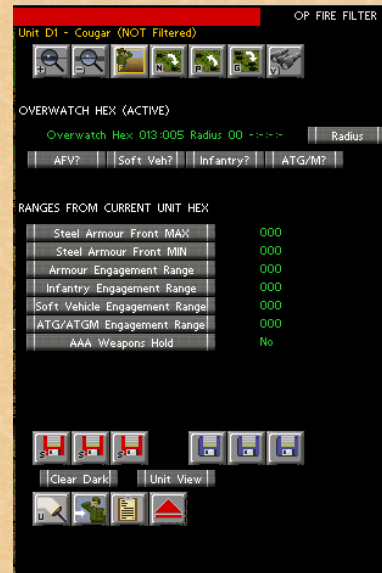 OP FIRE FILTER
Unit D1 - Cougar (NOT Filtered)
+ - F N P G Y
OVERWATCH HEX (ACTIVE)
Overwatch Hex 013:005 Radius 00 -:-:-:- Radius
AFV? Soft Veh? Infantry? ATG/M?
RANGES FROM CURRENT UNIT HEX
Steel Armour Front MAX 000
Steel Armour Front MIN 000
Armour Engagement Range 000
Infantry Engagement Range 000
Soft Vehicle Engagement Range 000
ATG/ATGM Engagement Range 000
AAA Weapons Hold No
S S S
Clear Dark Unit View
U